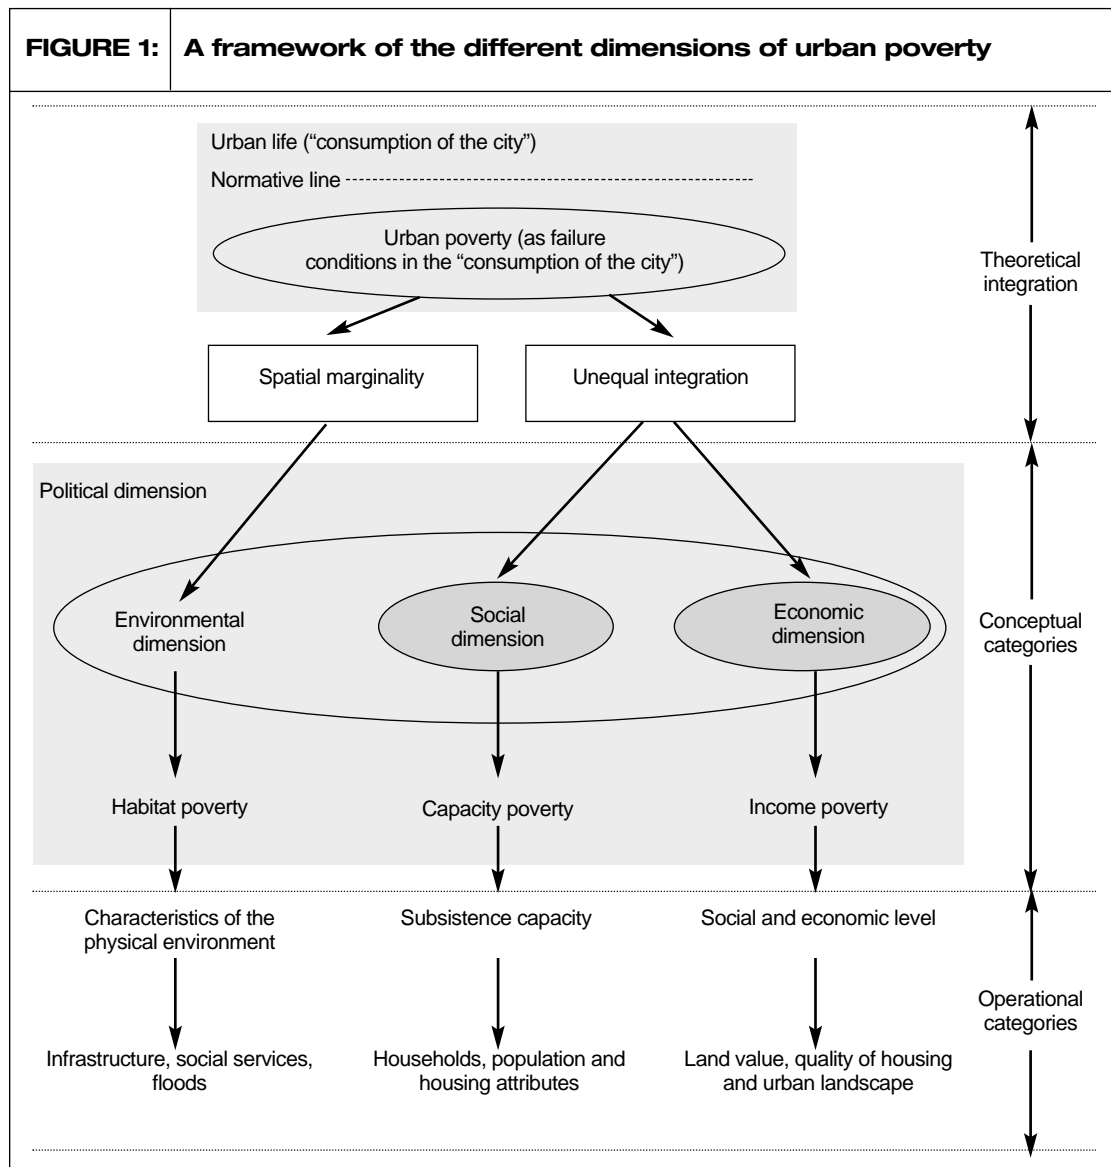 FIGURE 1: A framework of the different dimensions of urban poverty
Urban life (“consumption of the city”)
Normative line
Urban poverty (as failure
conditions in the “consumption of the city”)
Theoretical
integration
Spatial marginality
Unequal integration
Political dimension
Environmental
dimension
Social
dimension
Economic
dimension
Conceptual
categories
Habitat poverty
Capacity poverty
Income poverty
Characteristics of the
physical environment
Subsistence capacity
Social and economic level
Operational
categories
Infrastructure, social services,
floods
Households, population and
housing attributes
Land value, quality of housing
and urban landscape